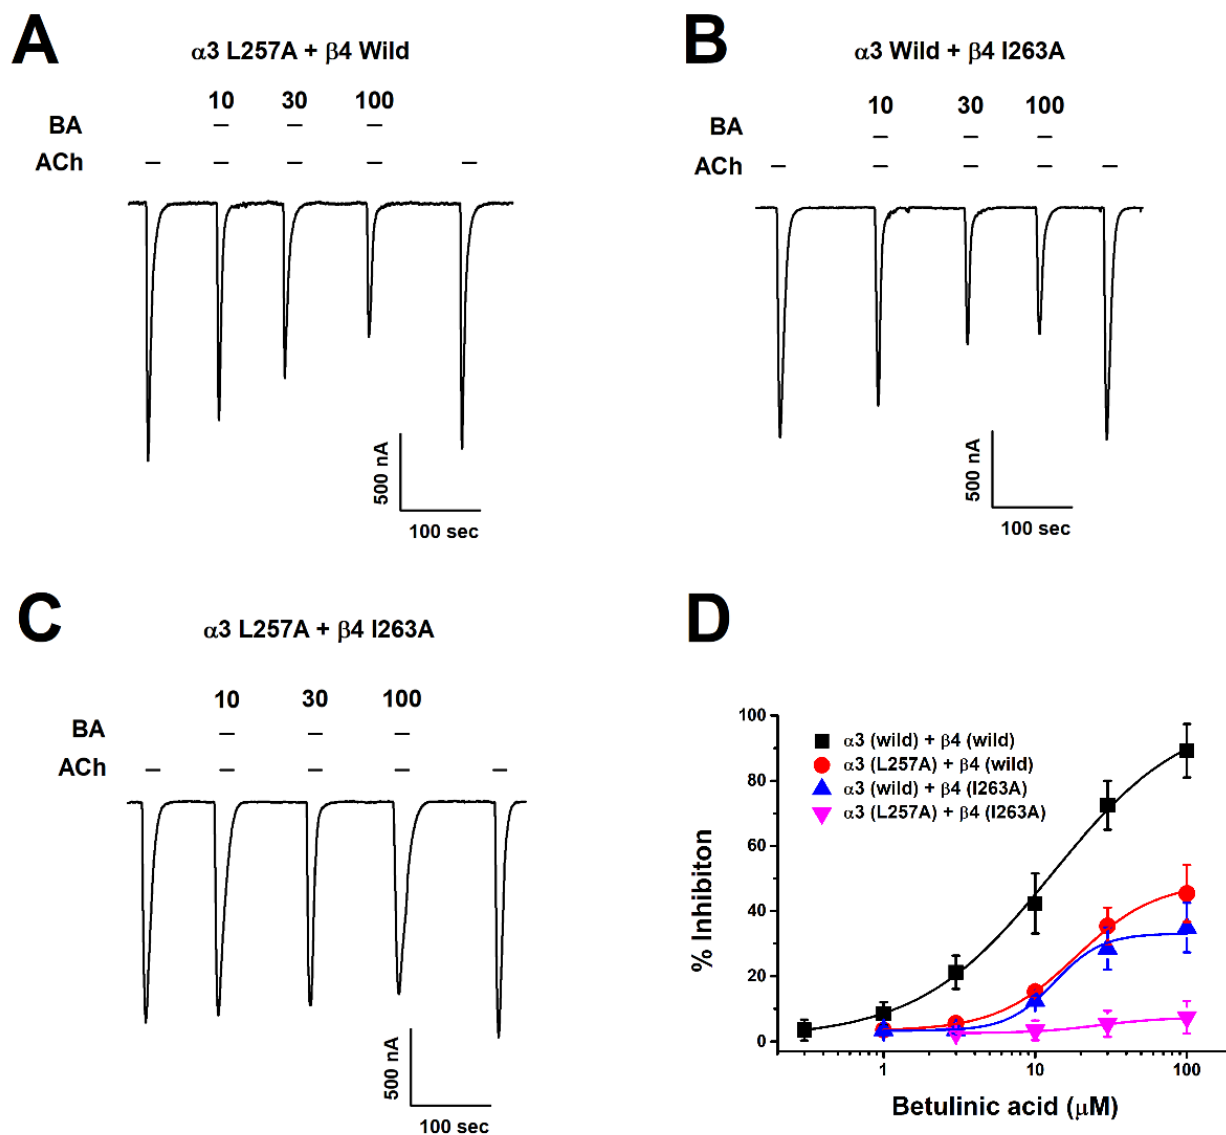 A
α3 L257A + β4 Wild
10 30 100
BA
ACh
500 nA
100 sec
B
α3 Wild + β4 I263A
10 30 100
BA
ACh
500 nA
100 sec
C
α3 L257A + β4 I263A
10 30 100
BA
ACh
500 nA
100 sec
D
α3 (wild) + β4 (wild)
α3 (L257A) + β4 (wild)
α3 (wild) + β4 (I263A)
α3 (L257A) + β4 (I263A)
% Inhibiton
100
80
60
40
20
0
1 10 100
Betulinic acid (μM)